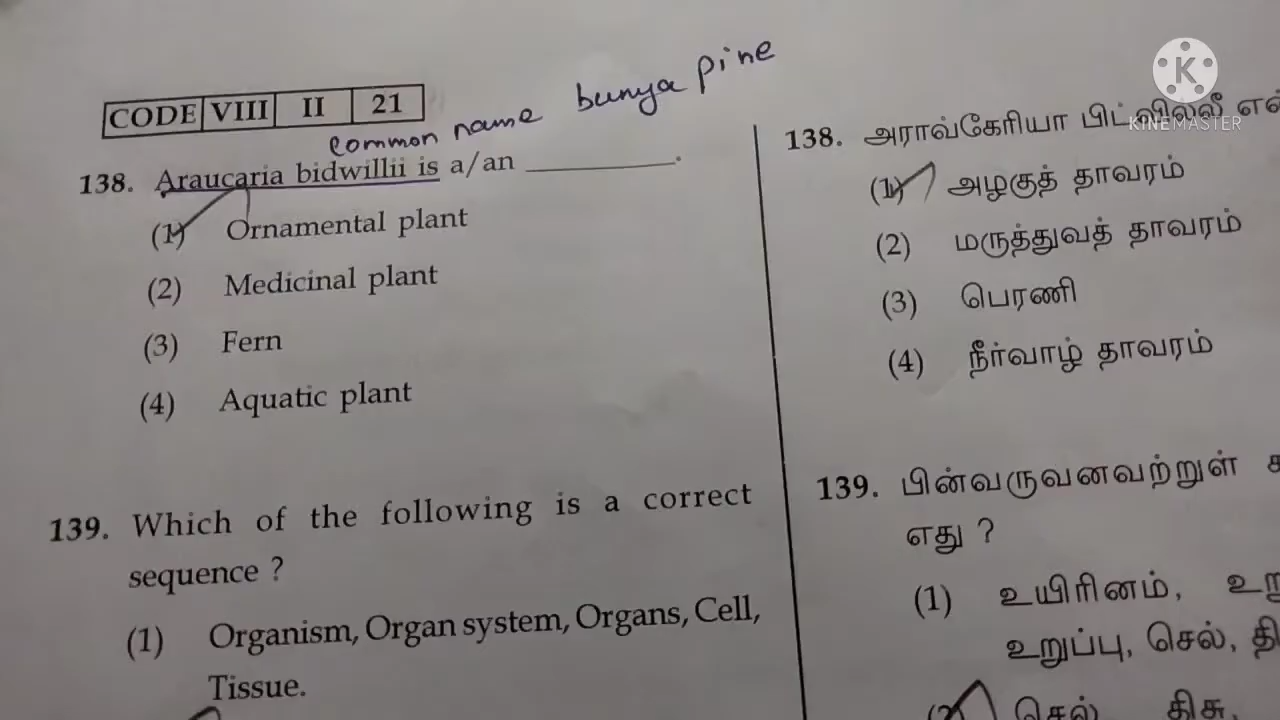 common name bunya pine
CODE VIII II 21
138. Araucaria bidwillii is a/an ________.
(1) Ornamental plant
(2) Medicinal plant
(3) Fern
(4) Aquatic plant
139. Which of the following is a correct
sequence ?
(1) Organism, Organ system, Organs, Cell,
Tissue.
K
KINEMASTER
138. அராவ்கேரியா பிட்வில்லீ
(1) அழகுத் தாவரம்
(2) மருத்துவத் தாவரம்
(3) பெரணி
(4) நீர்வாழ் தாவரம்
139. பின்வருவனவற்றுள்
எது ?
(1) உயிரினம்,
உறுப்பு, செல்,
(2) செல் திசு,